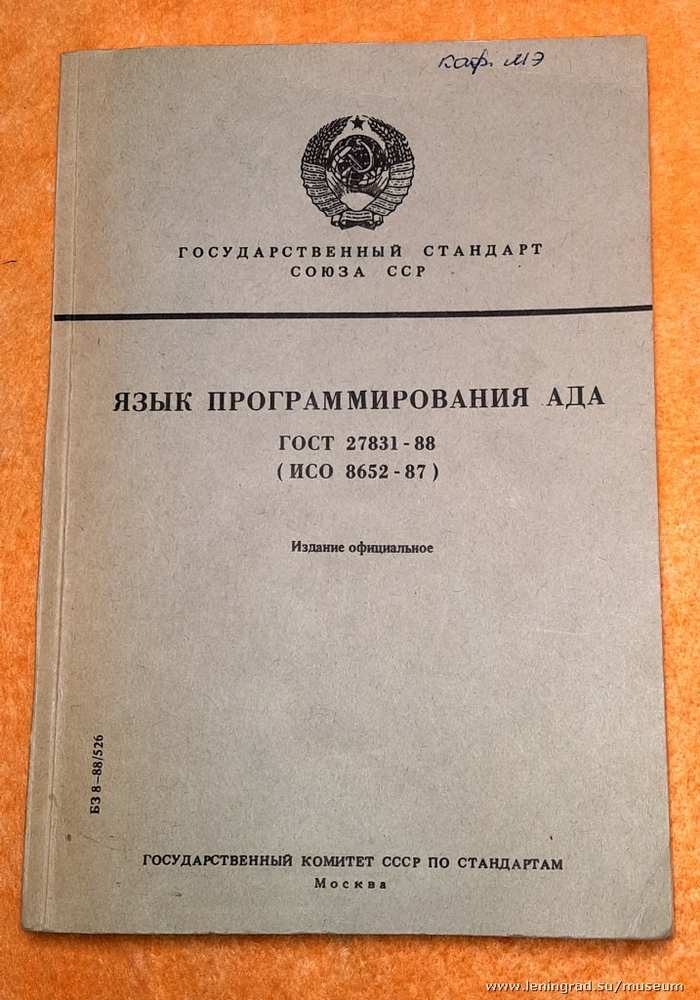 каф. МЭ
ГОСУДАРСТВЕННЫЙ СТАНДАРТ
СОЮЗА ССР
ЯЗЫК ПРОГРАММИРОВАНИЯ АДА
ГОСТ 27831-88
(ИСО 8652-87)
Издание официальное
БЗ 8—88/526
ГОСУДАРСТВЕННЫЙ КОМИТЕТ СССР ПО СТАНДАРТАМ
Москва
www.leningrad.su/museum